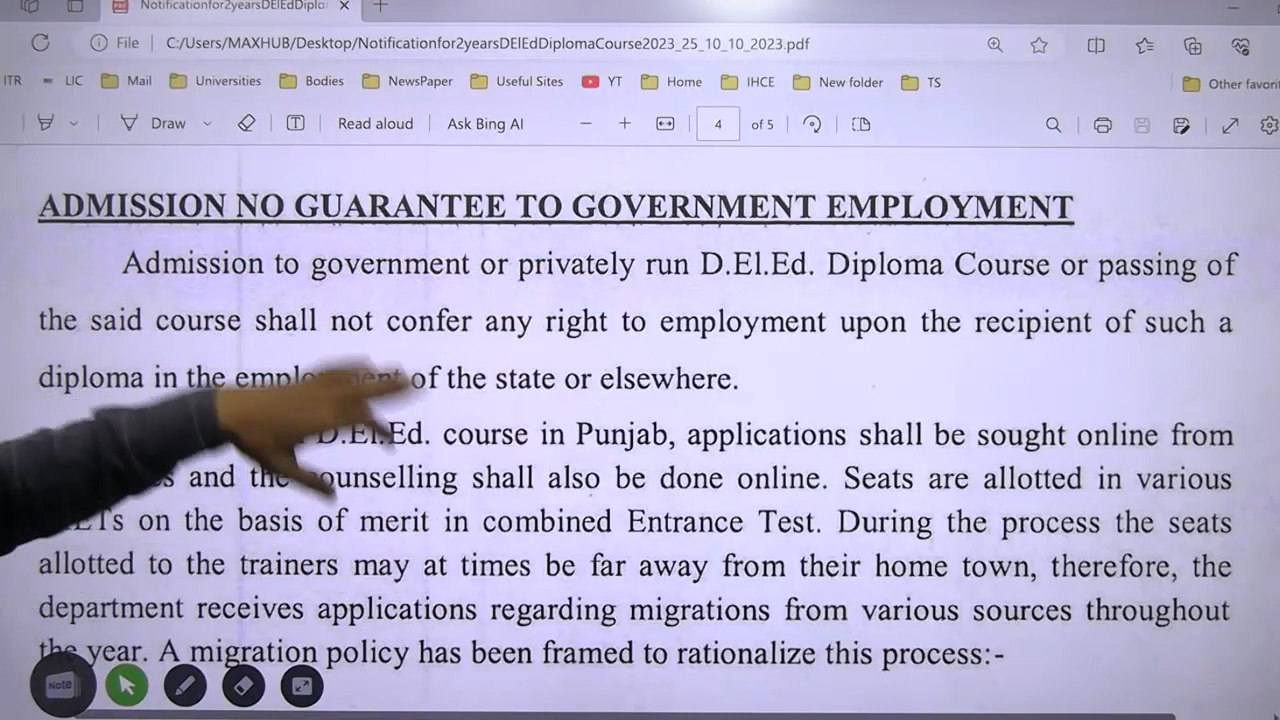 Notificationfor2yearsDElEdDiplo
File
C:/Users/MAXHUB/Desktop/Notificationfor2yearsDElEdDiplomaCourse2023_25_10_10_2023.pdf
ITR LIC Mail Universities Bodies NewsPaper Useful Sites YT Home IHCE New folder TS Other favori
Draw Read aloud Ask Bing AI 4 of 5
ADMISSION NO GUARANTEE TO GOVERNMENT EMPLOYMENT
Admission to government or privately run D.El.Ed. Diploma Course or passing of
the said course shall not confer any right to employment upon the recipient of such a
diploma in the employment of the state or elsewhere.
D.El.Ed. course in Punjab, applications shall be sought online from
and the counselling shall also be done online. Seats are allotted in various
on the basis of merit in combined Entrance Test. During the process the seats
allotted to the trainers may at times be far away from their home town, therefore, the
department receives applications regarding migrations from various sources throughout
the year. A migration policy has been framed to rationalize this process:-
Note